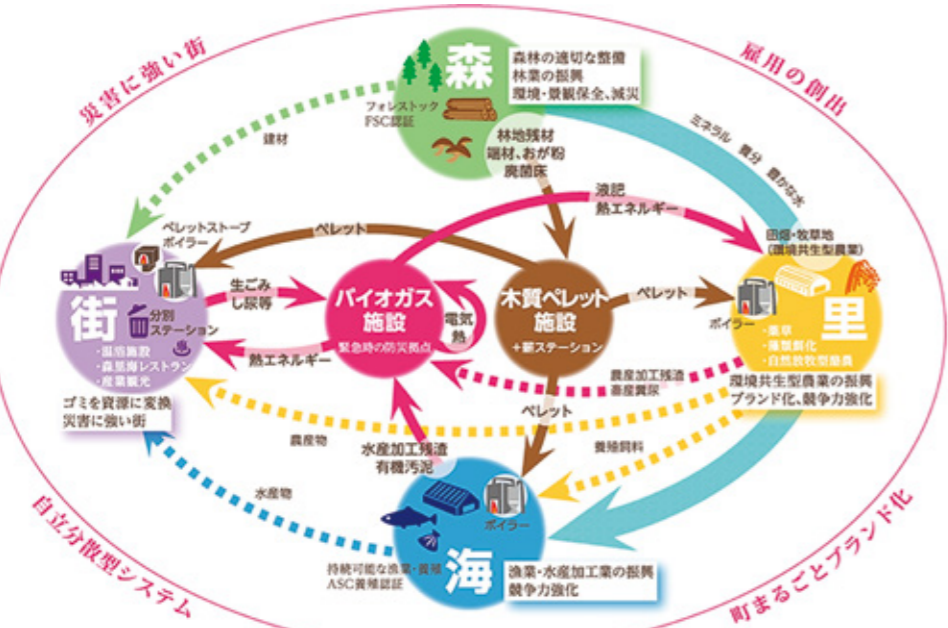 災害に強い街
雇用の創出
森
森林の適切な整備
林業の振興
環境・景観保全、減災
フォレストック
FSC認証
林地残材
端材、おが粉
廃菌床
建材
ミネラル 養分 豊かな水
液肥
熱エネルギー
ペレットストーブ
ボイラー
ペレット
田畑・牧草地
(環境共生型農業)
街
分別
ステーション
・温浴施設
・森里海レストラン
・産業観光
ゴミを資源に変換
災害に強い街
生ごみ
し尿等
熱エネルギー
バイオガス
施設
緊急時の防災拠点
電気
熱
木質ペレット
施設
+薪ステーション
ペレット
ボイラー
里
・薬草
・自然放牧型酪農
環境共生型農業の振興
ブランド化、競争力強化
農産加工残渣
畜産糞尿
ペレット
農産物
水産加工残渣
有機汚泥
養殖飼料
水産物
ボイラー
海
持続可能な漁業・養殖
ASC養殖認証
漁業・水産加工業の振興
競争力強化
自立分散型システム
町まるごとブランド化